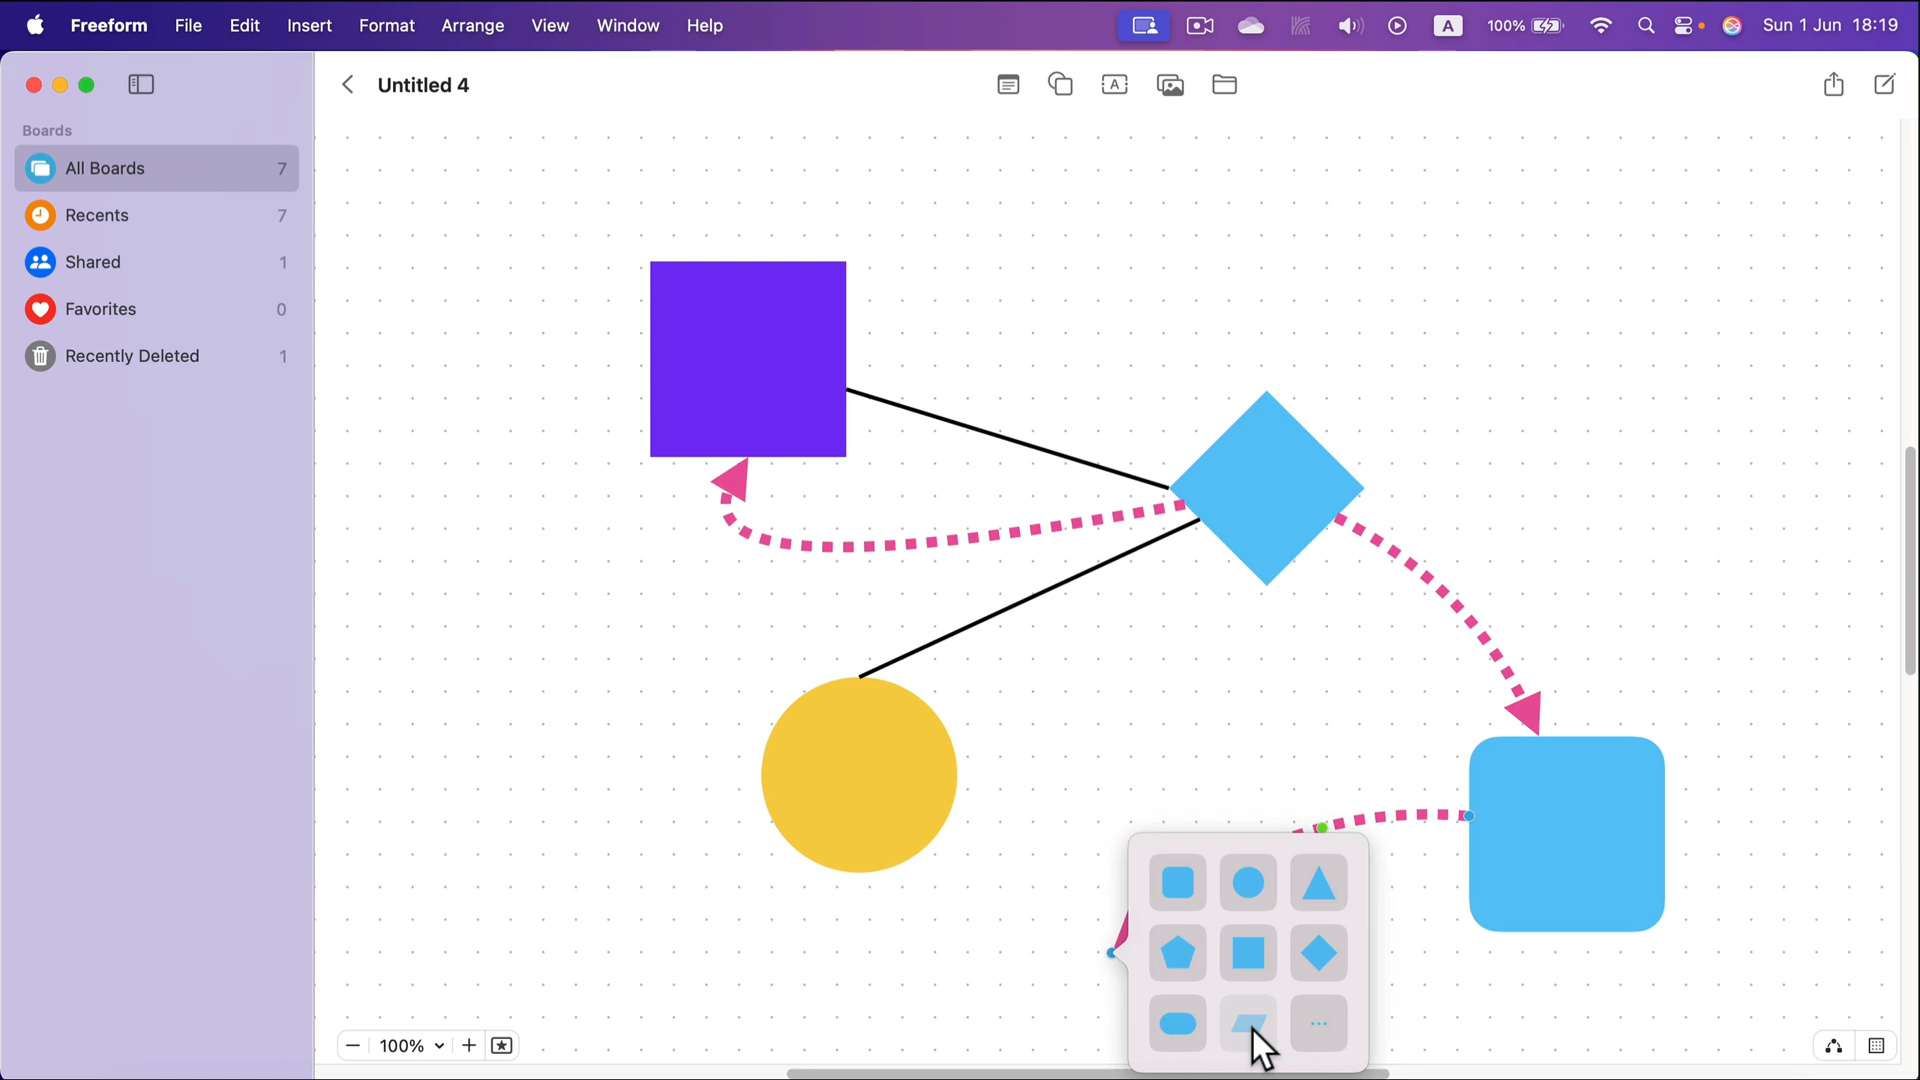 Freeform File Edit Insert Format Arrange View Window Help A 100% Sun 1 Jun 18:19
Untitled 4 A
Boards
All Boards 7
Recents 7
Shared 1
Favorites 0
Recently Deleted 1
100%